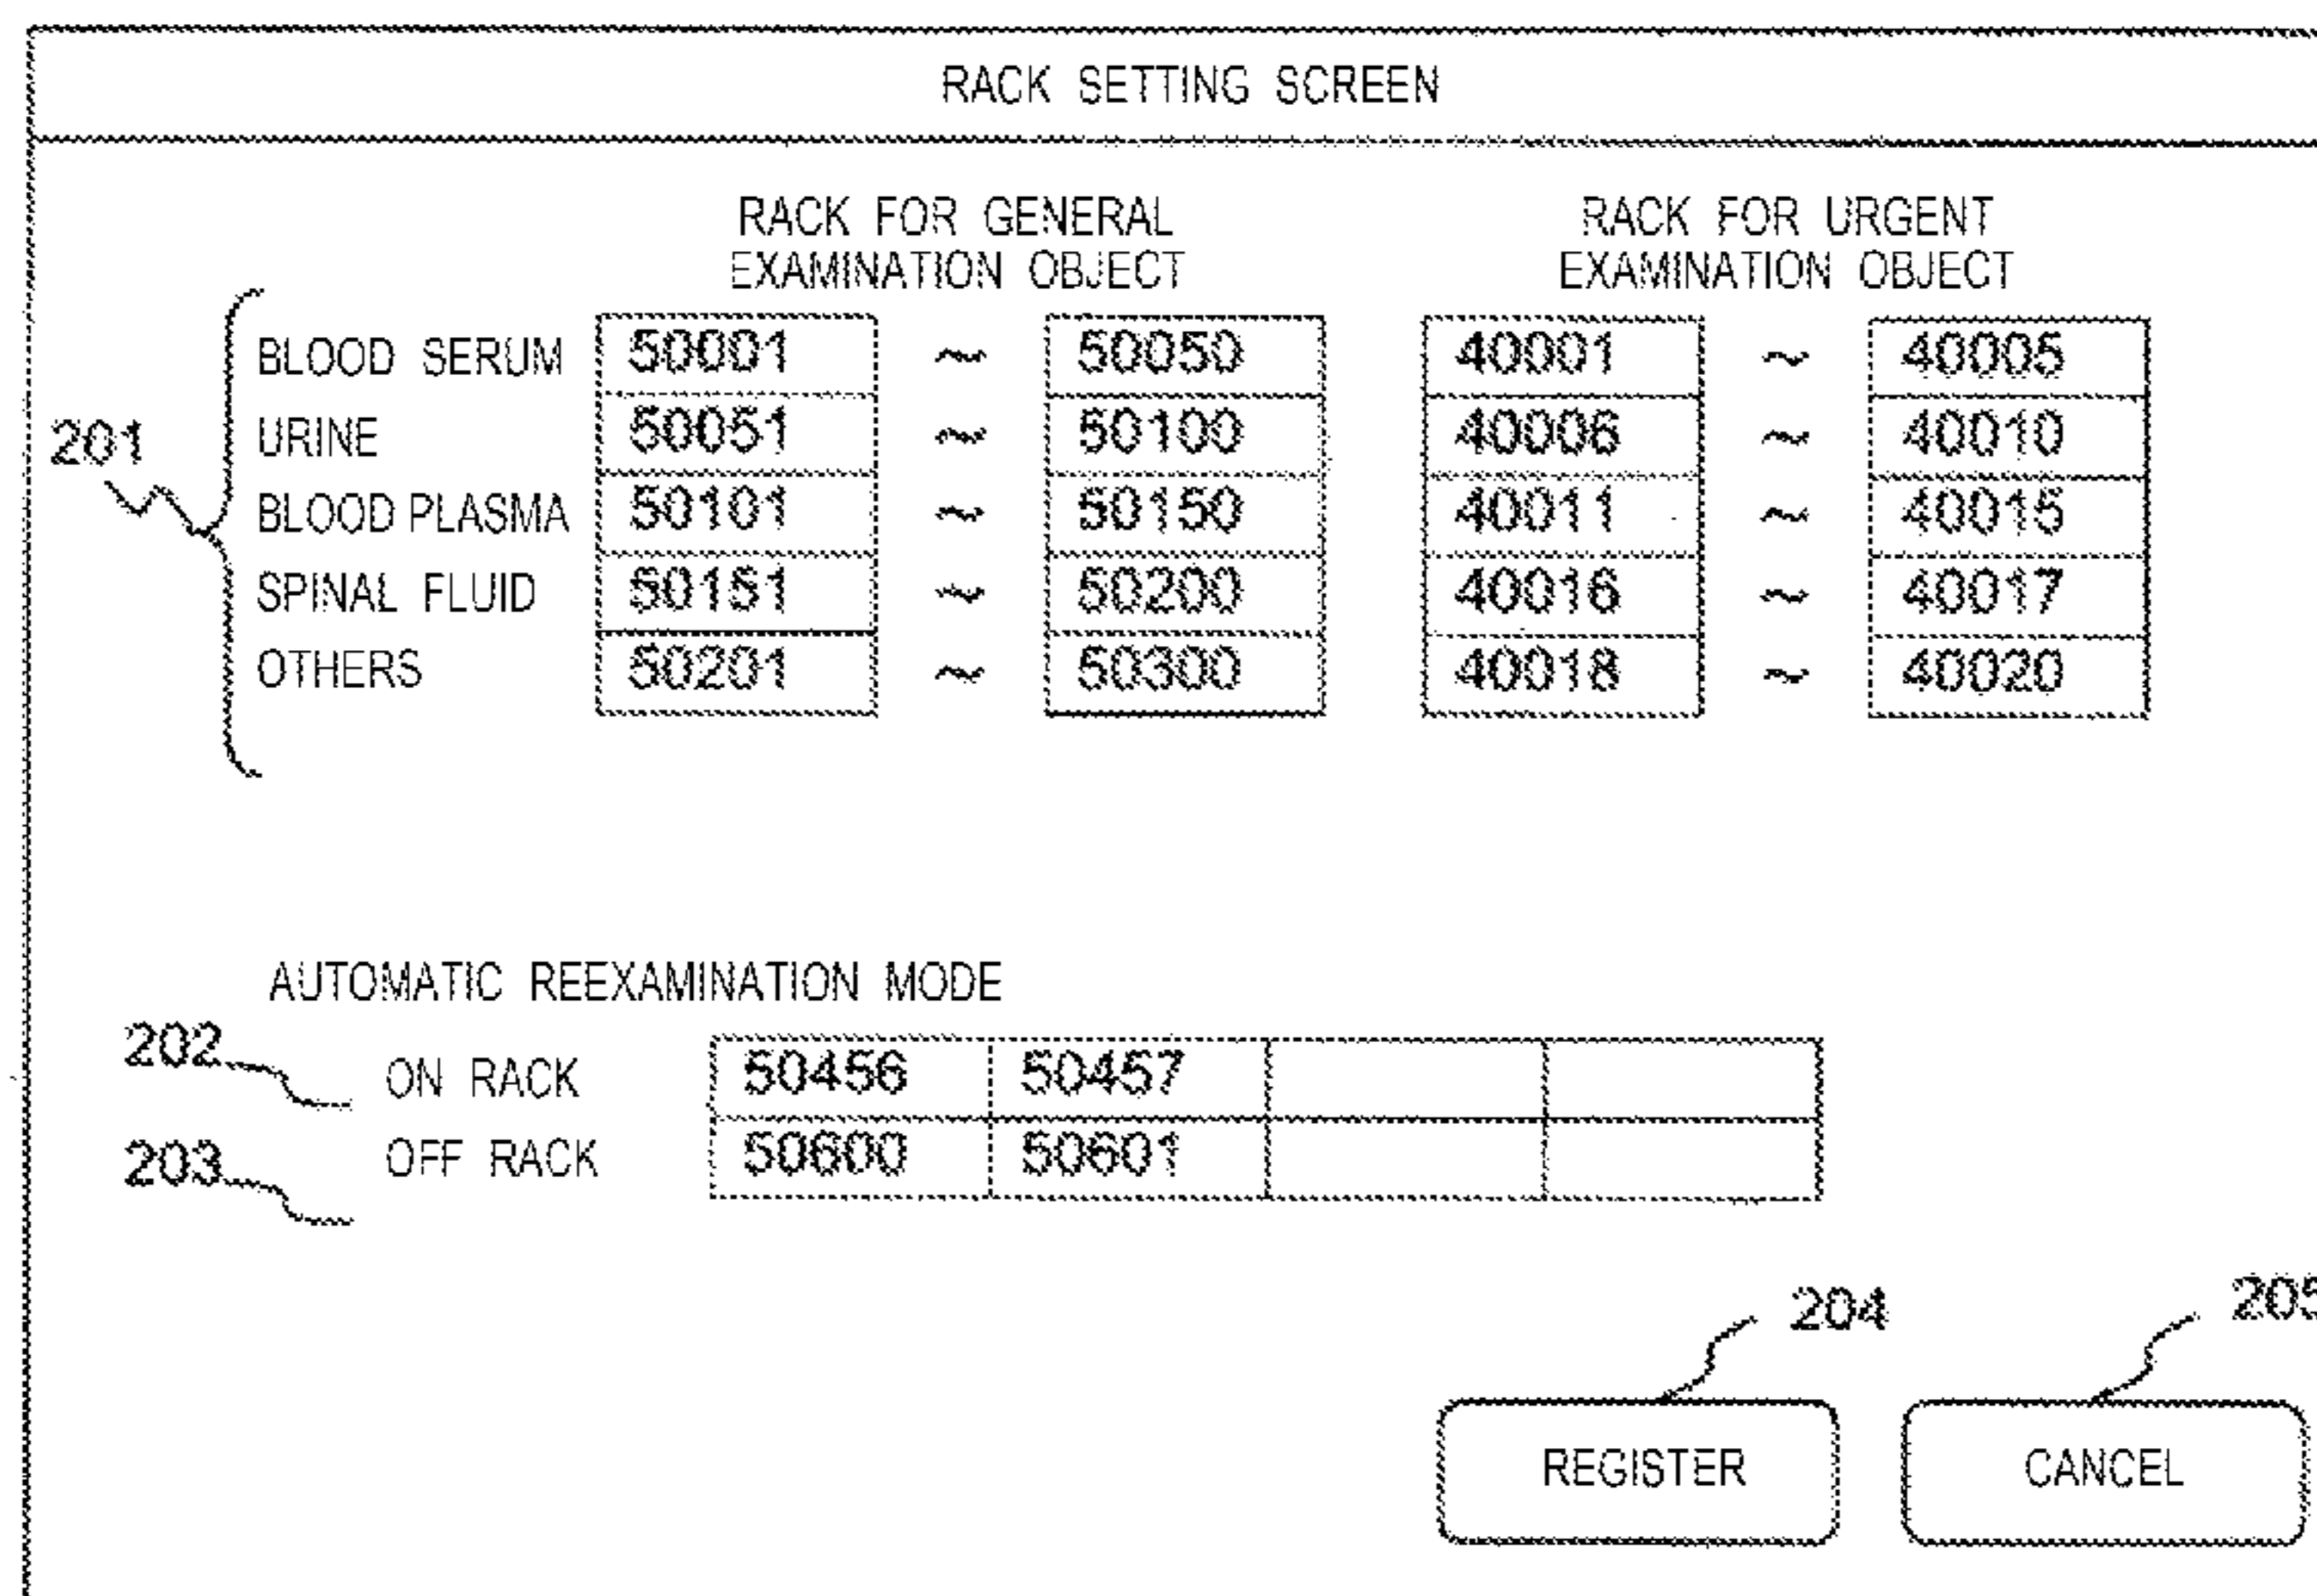 RACK SETTING SCREEN
RACK FOR GENERAL EXAMINATION OBJECT
RACK FOR URGENT EXAMINATION OBJECT
201
BLOOD SERUM 50001 ~ 50050 40001 ~ 40005
URINE 50051 ~ 50100 40006 ~ 40010
BLOOD PLASMA 50101 ~ 50150 40011 ~ 40015
SPINAL FLUID 50151 ~ 50200 40016 ~ 40017
OTHERS 50201 ~ 50300 40018 ~ 40020
AUTOMATIC REEXAMINATION MODE
202 ON RACK 50456 50457
203 OFF RACK 50600 50601
204 205
REGISTER CANCEL